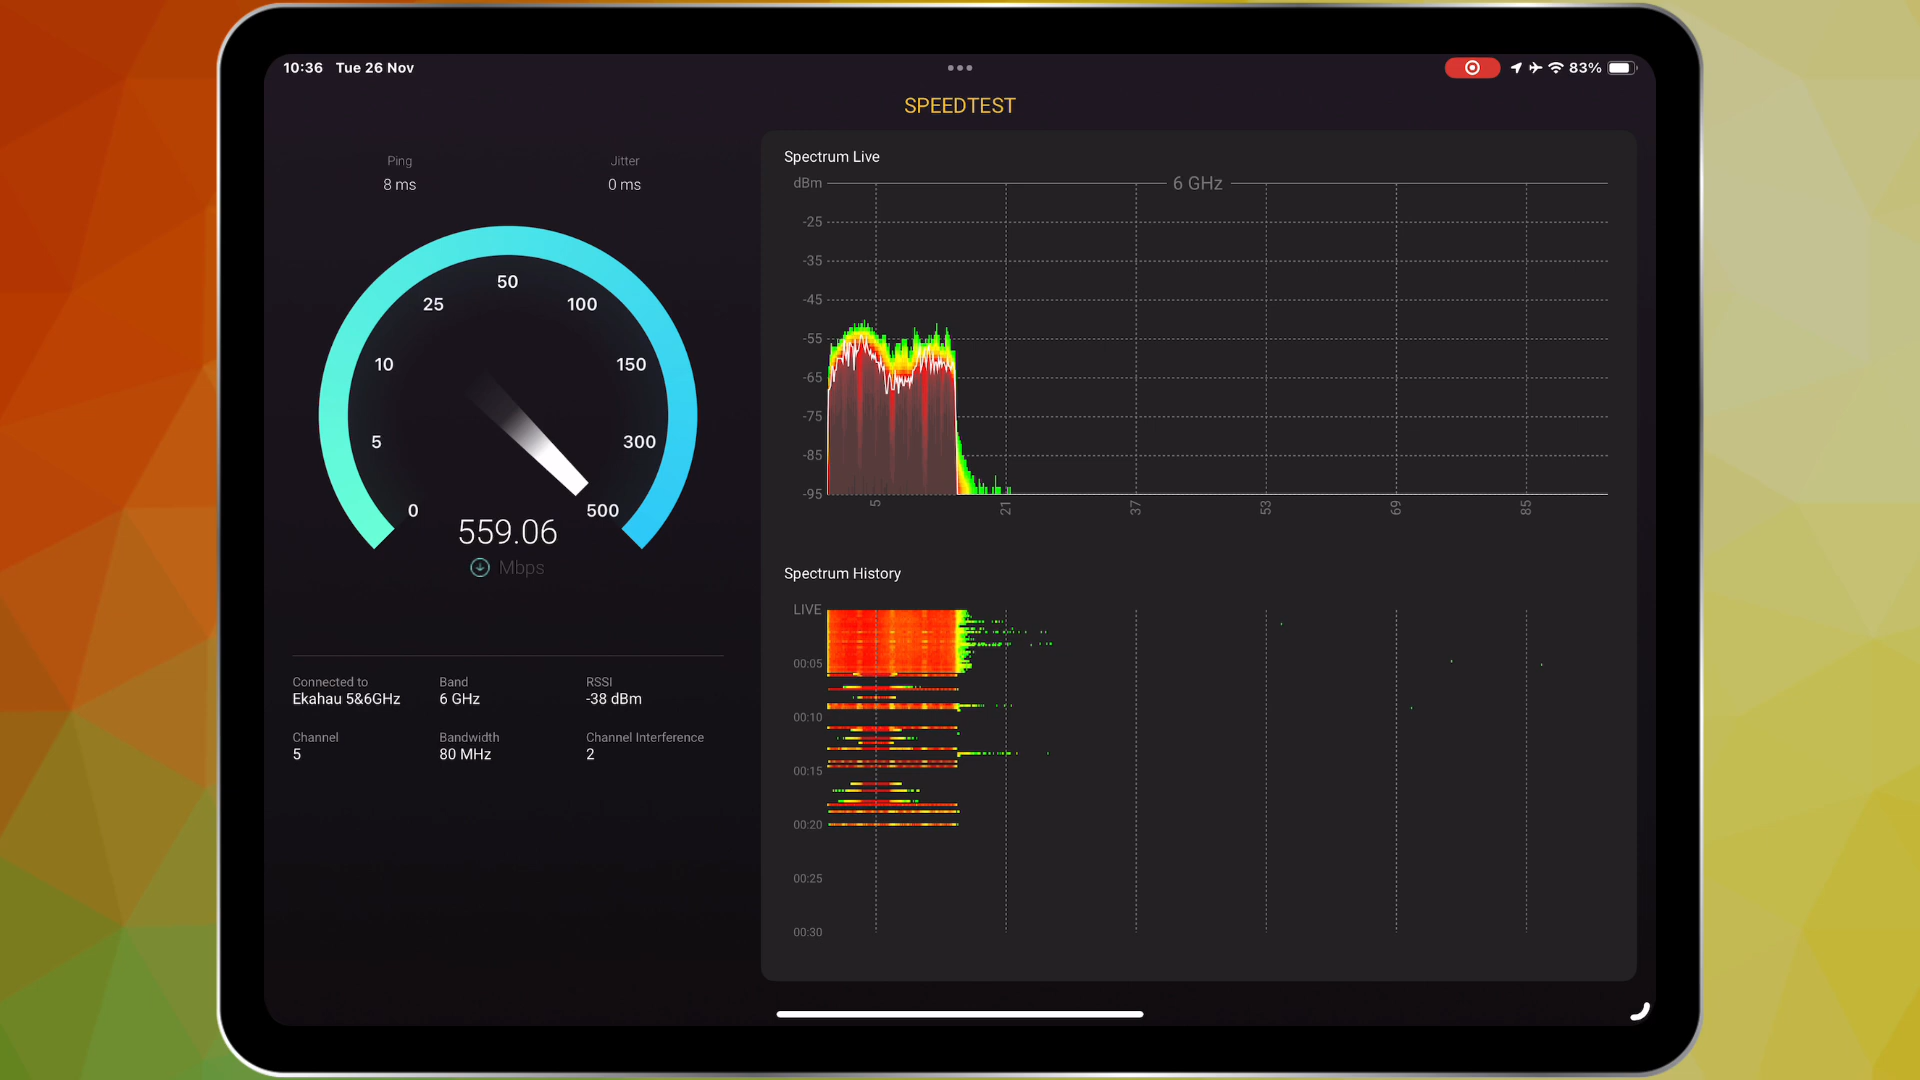 10:36 Tue 26 Nov
83%
SPEEDTEST
Ping
8 ms
Jitter
0 ms
0
5
10
25
50
100
150
300
500
559.06
Mbps
Connected to
Ekahau 5&6GHz
Band
6 GHz
RSSI
-38 dBm
Channel
5
Bandwidth
80 MHz
Channel Interference
2
Spectrum Live
dBm
6 GHz
-25
-35
-45
-55
-65
-75
-85
-95
5
21
37
53
69
85
Spectrum History
LIVE
00:05
00:10
00:15
00:20
00:25
00:30